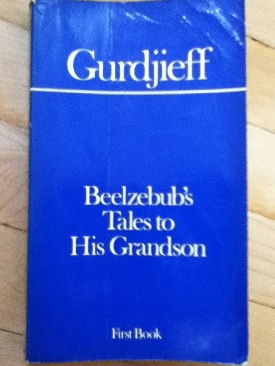 Gurdjieff
Beelzebub's
Tales to
His Grandson
First Book